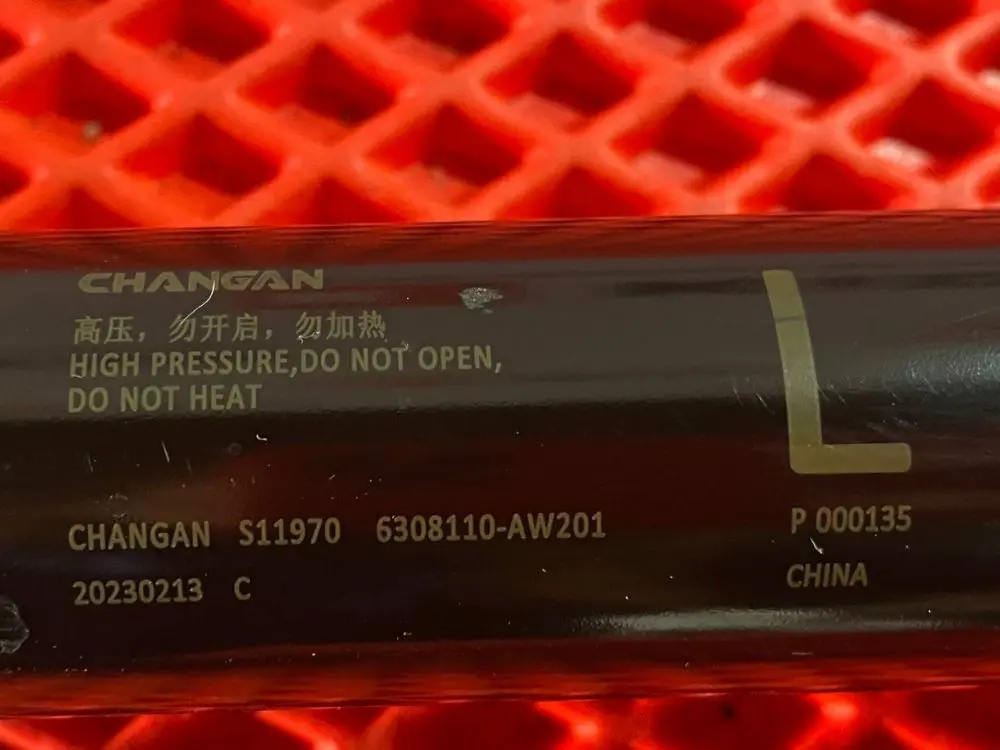 CHANGAN
高压，勿开启，勿加热
HIGH PRESSURE,DO NOT OPEN,
DO NOT HEAT
L
CHANGAN S11970 6308110-AW201
P 000135
20230213 C
CHINA